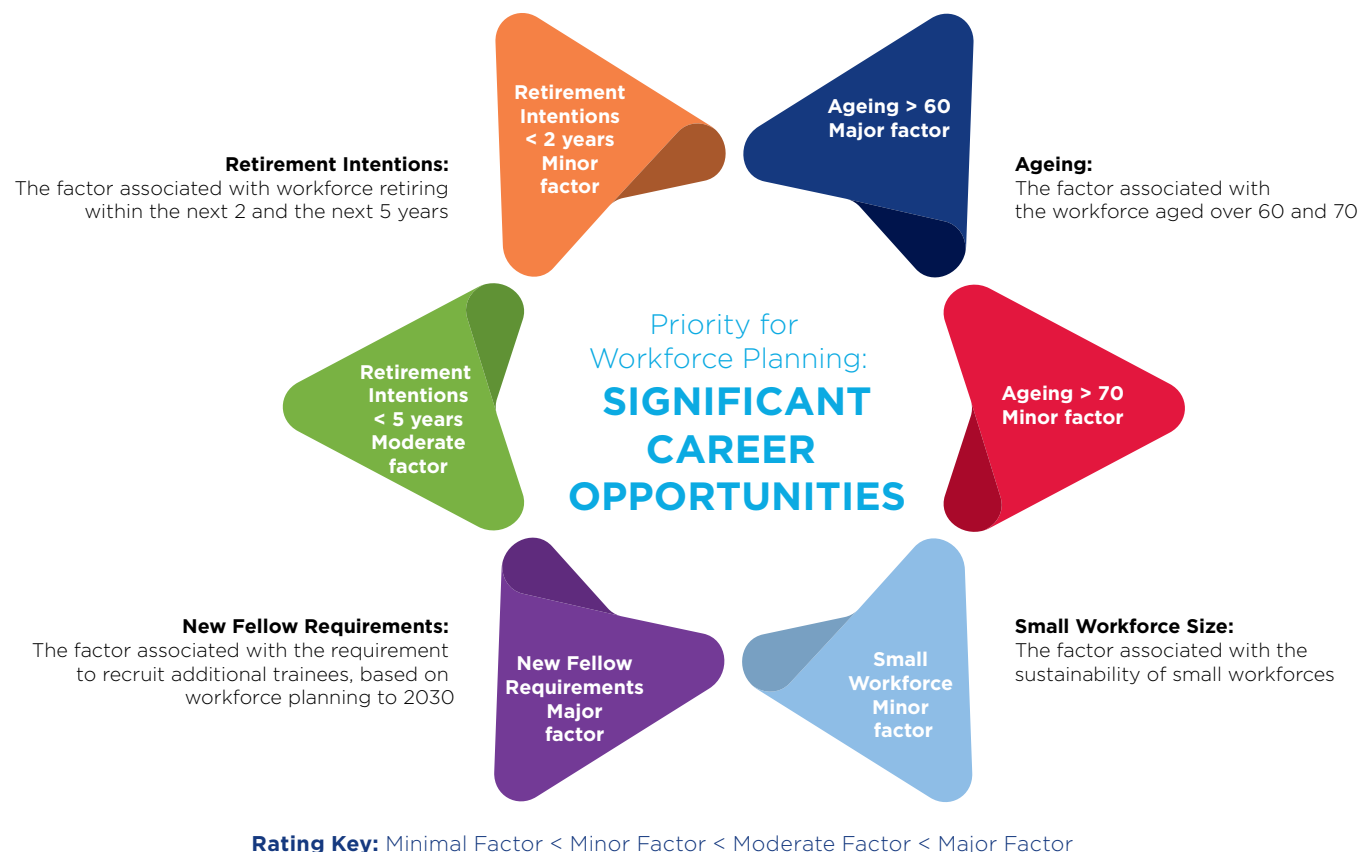 Retirement
Intentions
< 2 years
Minor
factor
Ageing > 60
Major factor
Retirement Intentions:
The factor associated with workforce retiring
within the next 2 and the next 5 years
Ageing:
The factor associated with
the workforce aged over 60 and 70
Priority for
Workforce Planning:
SIGNIFICANT
CAREER
OPPORTUNITIES
Retirement
Intentions
< 5 years
Moderate
factor
Ageing > 70
Minor factor
New Fellow Requirements:
The factor associated with the requirement
to recruit additional trainees, based on
workforce planning to 2030
New Fellow
Requirements
Major
factor
Small
Workforce
Minor
factor
Small Workforce Size:
The factor associated with the
sustainability of small workforces
Rating Key: Minimal Factor < Minor Factor < Moderate Factor < Major Factor